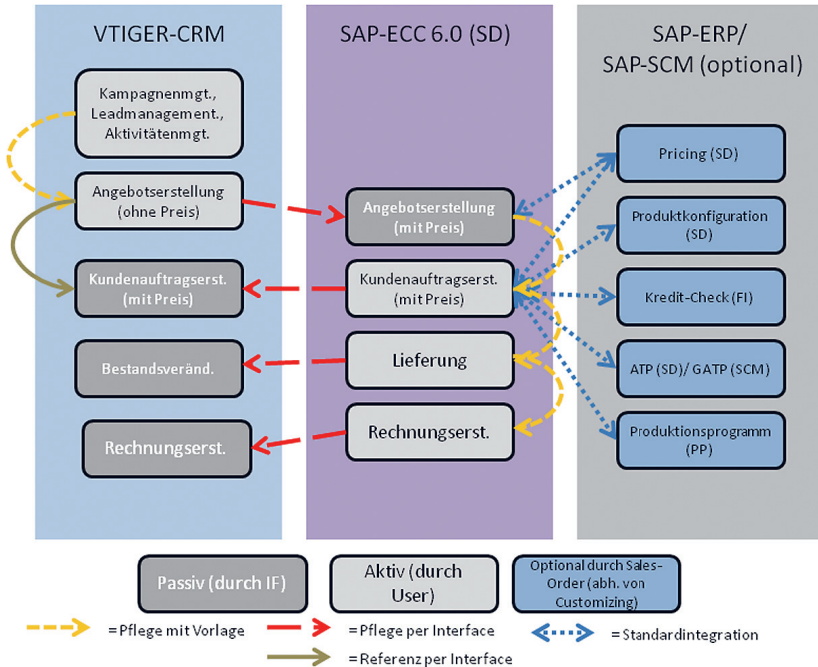 VTIGER-CRM
Kampagnenmgt.,
Leadmanagement.,
Aktivitätenmgt.
Angebotserstellung
(ohne Preis)
Kundenauftragserst.
(mit Preis)
Bestandsveränd.
Rechnungserst.
SAP-ECC 6.0 (SD)
Angebotserstellung
(mit Preis)
Kundenauftragserst.
(mit Preis)
Lieferung
Rechnungserst.
SAP-ERP/
SAP-SCM (optional)
Pricing (SD)
Produktkonfiguration
(SD)
Kredit-Check (FI)
ATP (SD)/ GATP (SCM)
Produktionsprogramm
(PP)
Passiv (durch IF)
Aktiv (durch
User)
Optional durch Sales-
Order (abh. von
Customizing)
= Pflege mit Vorlage
= Pflege per Interface
= Standardintegration
= Referenz per Interface